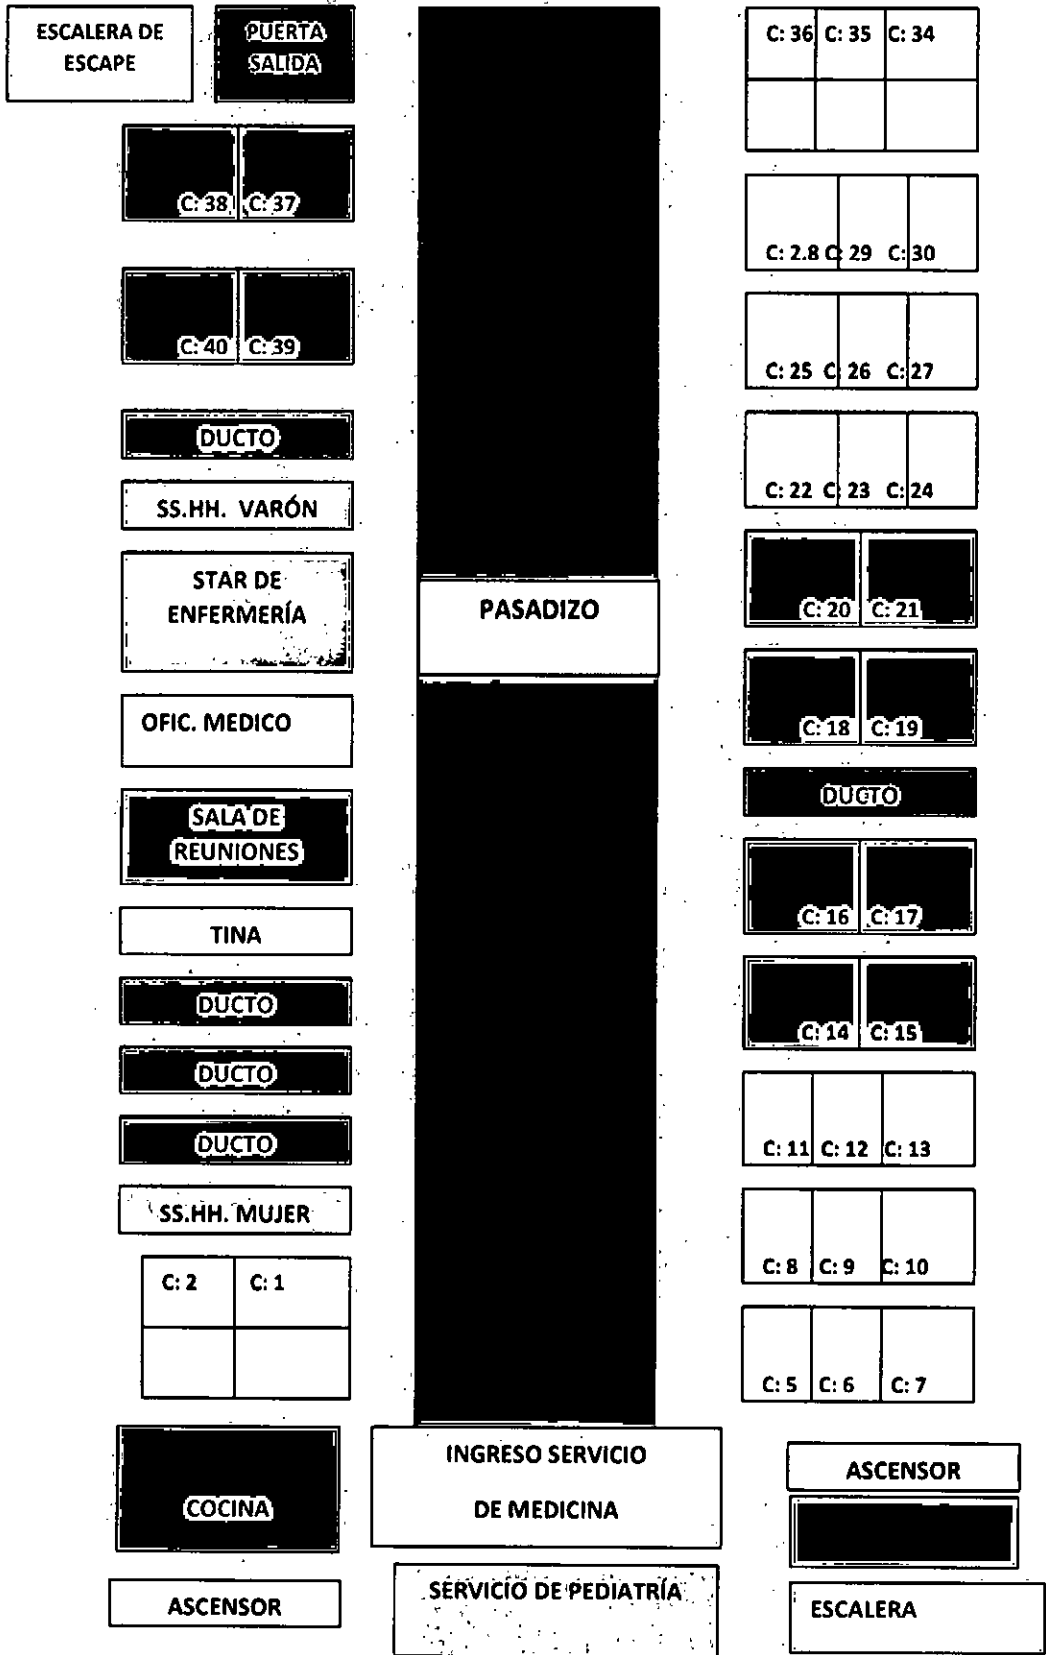 ESCALERA DE
ESCAPE
PUERTA
SALIDA
C: 36 C: 35 C: 34
C: 38 C: 37
C: 2.8 C: 29 C: 30
C: 40 C: 39
C: 25 C: 26 C: 27
DUCTO
C: 22 C: 23 C: 24
SS.HH. VARÓN
STAR DE
ENFERMERÍA
PASADIZO
C: 20 C: 21
OFIC. MEDICO
C: 18 C: 19
SALA DE
REUNIONES
DUCTO
TINA
C: 16 C: 17
DUCTO
C: 14 C: 15
DUCTO
DUCTO
C: 11 C: 12 C: 13
SS.HH. MUJER
C: 2 C: 1
C: 8 C: 9 C: 10
C: 5 C: 6 C: 7
COCINA
INGRESO SERVICIO
DE MEDICINA
ASCENSOR
ASCENSOR
SERVICIO DE PEDIATRÍA
ESCALERA